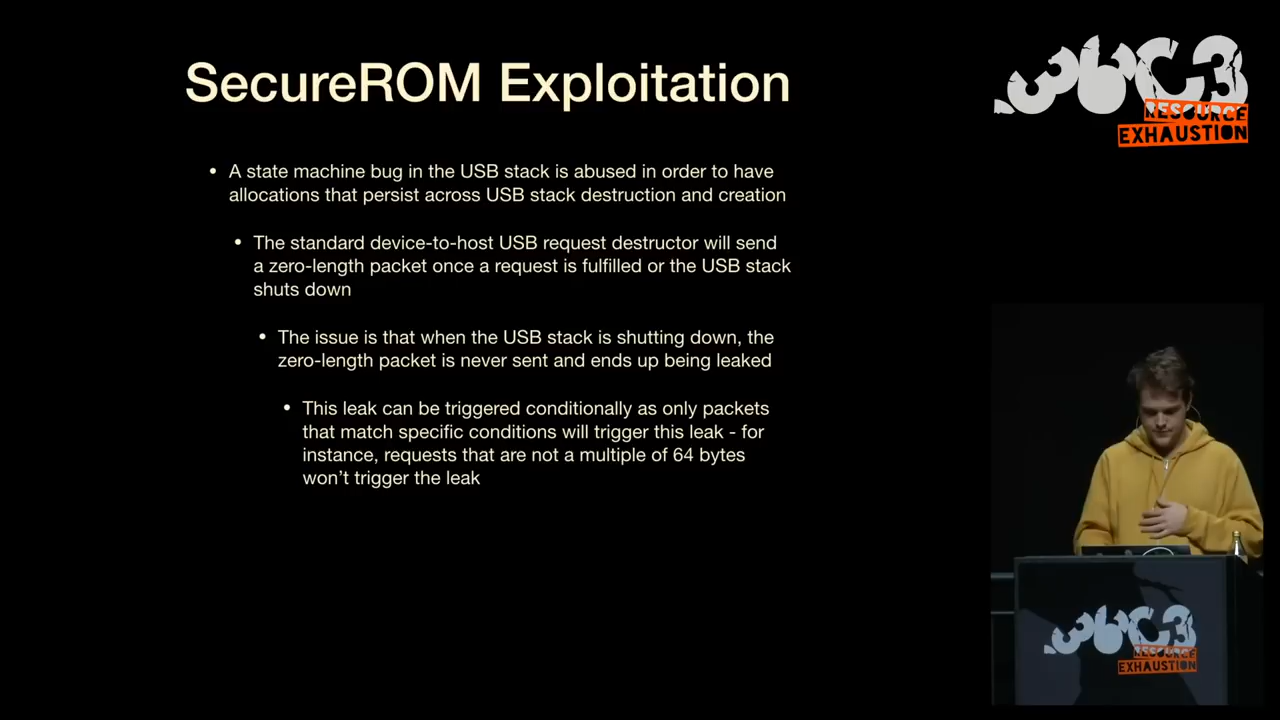 SecureROM Exploitation
36C3
RESOURCE
EXHAUSTION
• A state machine bug in the USB stack is abused in order to have
allocations that persist across USB stack destruction and creation
• The standard device-to-host USB request destructor will send
a zero-length packet once a request is fulfilled or the USB stack
shuts down
• The issue is that when the USB stack is shutting down, the
zero-length packet is never sent and ends up being leaked
• This leak can be triggered conditionally as only packets
that match specific conditions will trigger this leak - for
instance, requests that are not a multiple of 64 bytes
won’t trigger the leak
36C3
RESOURCE
EXHAUSTION